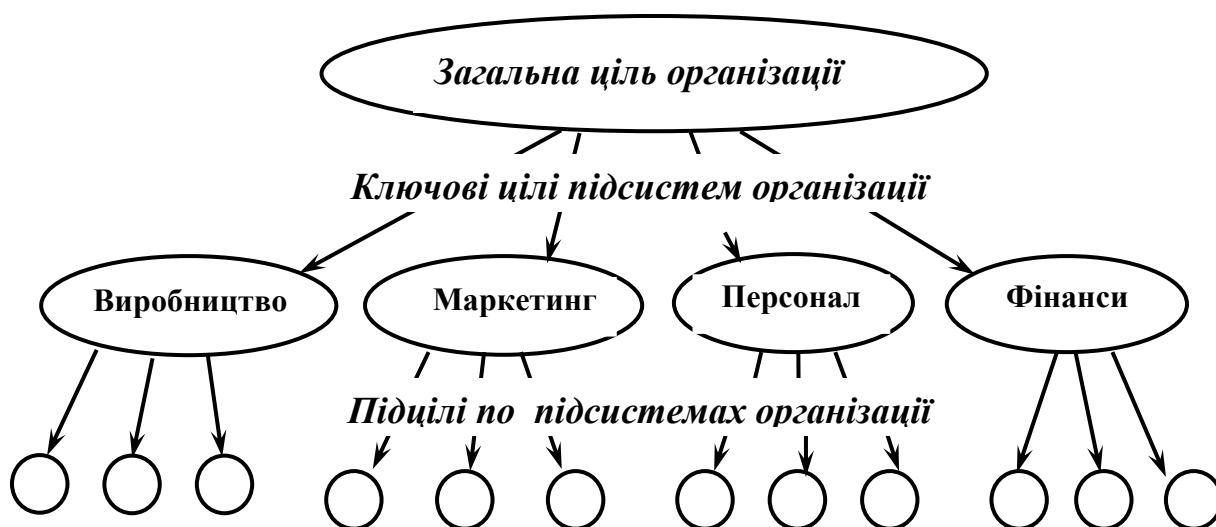 Загальна ціль організації
Ключові цілі підсистем організації
Виробництво
Маркетинг
Персонал
Фінанси
Підцілі по підсистемах організації